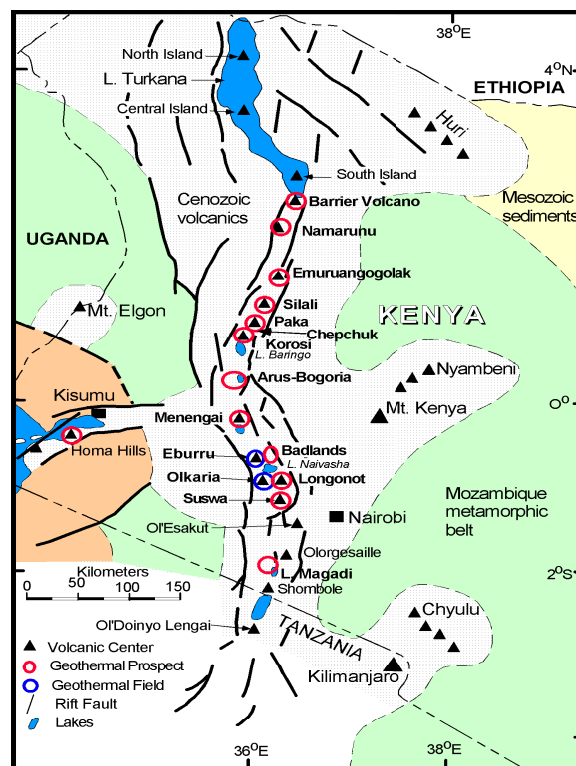 38°E
4°N
North Island
L. Turkana
ETHIOPIA
Central Island
Huri
South Island
Cenozoic
volcanics
Mesozoic
sediments
Barrier Volcano
Namarunu
UGANDA
Emuruangogolak
Silali
Mt. Elgon
Paka
KENYA
Chepchuk
Korosi
L. Baringo
Nyambeni
Arus-Bogoria
Kisumu
0°
Menengai
Mt. Kenya
Homa Hills
Eburru
Badlands
L. Naivasha
Olkaria
Longonot
Suswa
Mozambique
metamorphic
belt
Nairobi
Ol'Esakut
Olorgesaille
Kilometers
L. Magadi
2°S
0 50 100 150
Shombole
Chyulu
Ol'Doinyo Lengai
TANZANIA
Volcanic Center
Geothermal Prospect
Kilimanjaro
Geothermal Field
Rift Fault
Lakes
36°E
38°E